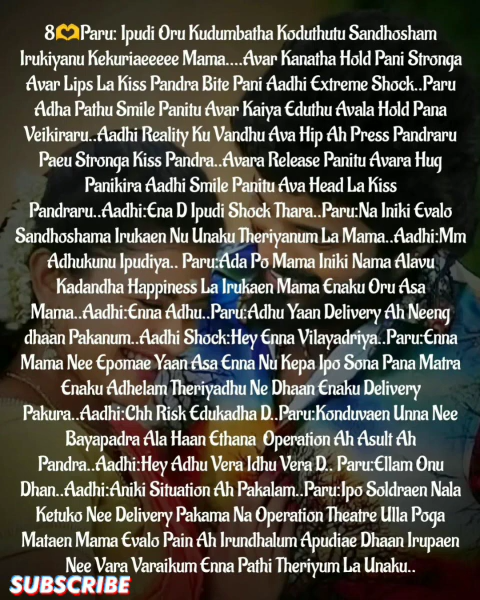 8🫶Paru: Ipudi Oru Kudumbatha Koduthutu Sandhosham
Irukiyanu Kekuriaeeeee Mama....Avar Kanatha Hold Pani Stronga
Avar Lips La Kiss Pandra Bite Pani Aadhi Extreme Shock..Paru
Adha Pathu Smile Panitu Avar Kaiya Eduthu Avala Hold Pana
Veikiraru..Aadhi Reality Ku Vandhu Ava Hip Ah Press Pandraru
Paeu Stronga Kiss Pandra..Avara Release Panitu Avara Hug
Panikira Aadhi Smile Panitu Ava Head La Kiss
Pandraru..Aadhi:Ena D Ipudi Shock Thara..Paru:Na Iniki Evalo
Sandhoshama Irukaen Nu Unaku Theriyanum La Mama..Aadhi:Mm
Adhukunu Ipudiya.. Paru:Ada Po Mama Iniki Nama Alavu
Kadandha Happiness La Irukaen Mama Enaku Oru Asa
Mama..Aadhi:Enna Adhu..Paru:Adhu Yaan Delivery Ah Neeng
dhaan Pakanum..Aadhi Shock:Hey Enna Vilayadriya..Paru:Enna
Mama Nee Epomae Yaan Asa Enna Nu Kepa Ipo Sona Pana Matra
Enaku Adhelam Theriyadhu Ne Dhaan Enaku Delivery
Pakura..Aadhi:Chh Risk Edukadha D..Paru:Konduvaen Unna Nee
Bayapadra Ala Haan Ethana Operation Ah Asult Ah
Pandra..Aadhi:Hey Adhu Vera Idhu Vera D.. Paru:Ellam Onu
Dhan..Aadhi:Aniki Situation Ah Pakalam..Paru:Ipo Soldraen Nala
Ketuko Nee Delivery Pakama Na Operation Theatre Ulla Poga
Mataen Mama Evalo Pain Ah Irundhalum Apudiae Dhaan Irupaen
Nee Vara Varaikum Enna Pathi Theriyum La Unaku..
SUBSCRIBE